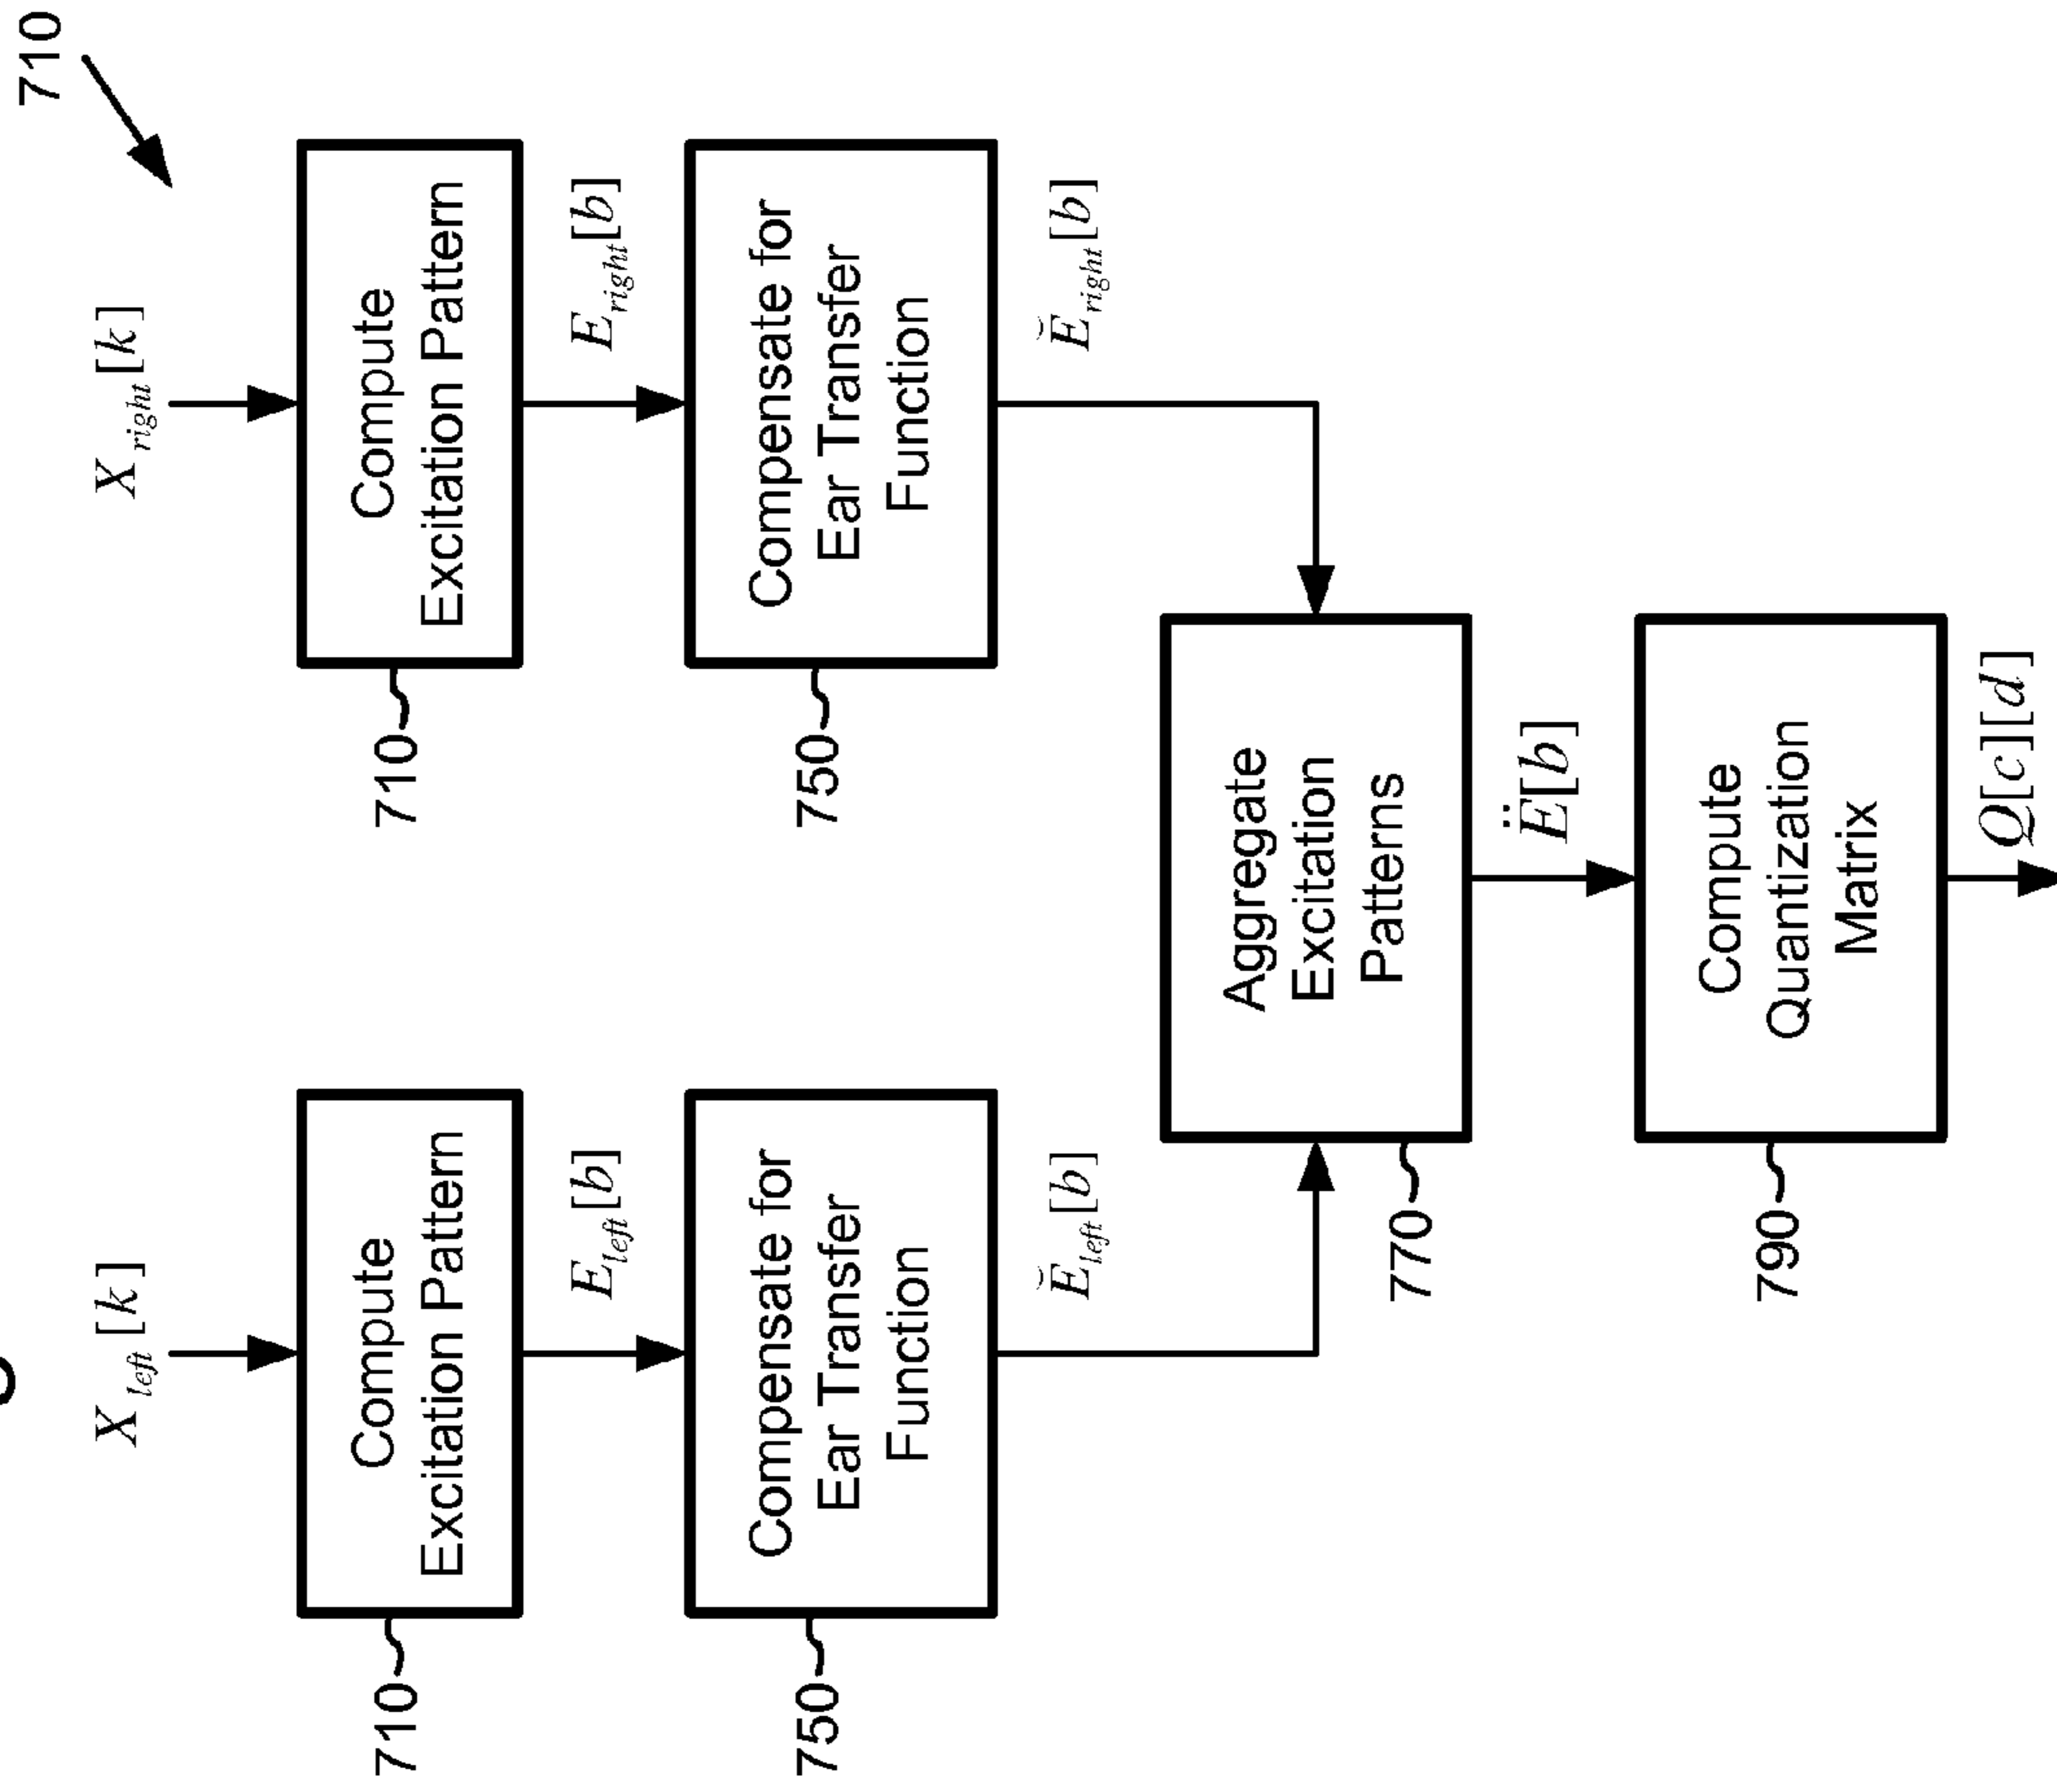 710
X_left[k]
X_right[k]
Compute
Excitation Pattern
Compute
Excitation Pattern
710
710
E_left[b]
E_right[b]
Compensate for
Ear Transfer
Function
Compensate for
Ear Transfer
Function
750
750
Ĕ_left[b]
Ĕ_right[b]
Aggregate
Excitation
Patterns
770
Ë[b]
Compute
Quantization
Matrix
790
Q[c][d]